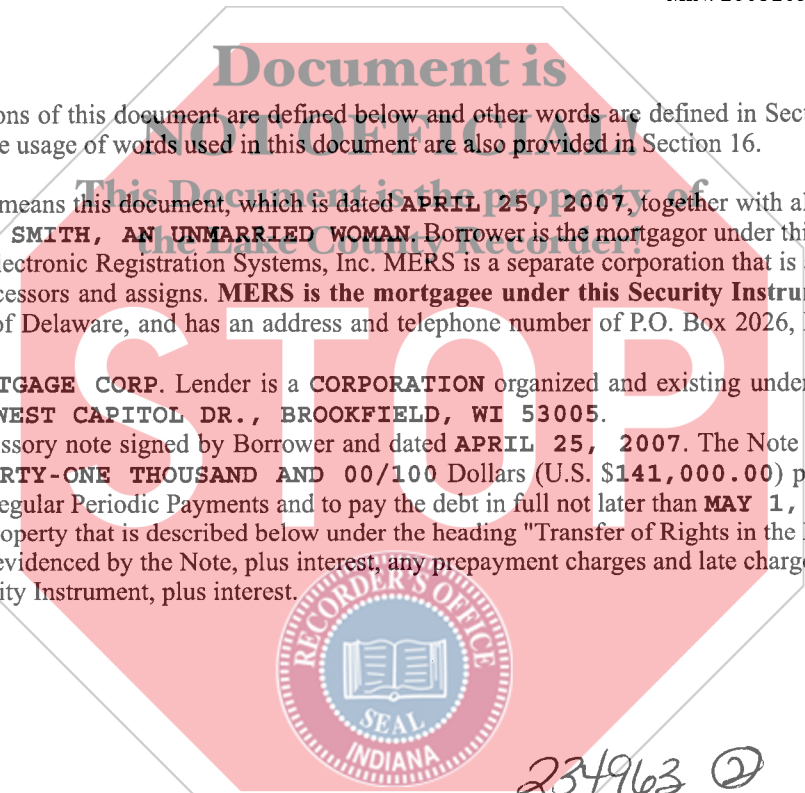 Document is
ons of this document are defined below and other words are defined in Sec
NOT OFFICIAL!
e usage of words used in this document are also provided in Section 16.
This Document is the property of
means this document, which is dated APRIL 25, 2007, together with al
the Lake County Recorder!
SMITH, AN UNMARRIED WOMAN. Borrower is the mortgagor under thi
lectronic Registration Systems, Inc. MERS is a separate corporation that is
cessors and assigns. MERS is the mortgagee under this Security Instru
of Delaware, and has an address and telephone number of P.O. Box 2026,
STOP
TGAGE CORP. Lender is a CORPORATION organized and existing under
WEST CAPITOL DR., BROOKFIELD, WI 53005.
ssory note signed by Borrower and dated APRIL 25, 2007. The Note
RTY-ONE THOUSAND AND 00/100 Dollars (U.S. $141,000.00) p
egular Periodic Payments and to pay the debt in full not later than MAY 1,
operty that is described below under the heading "Transfer of Rights in the
evidenced by the Note, plus interest, any prepayment charges and late charge
ity Instrument, plus interest.
RECORDER'S OFFICE
SEAL
INDIANA
234963 2